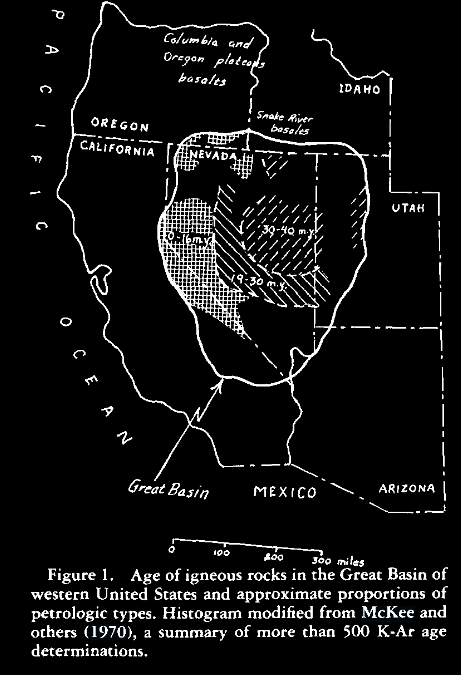 PACIFIC
OCEAN
Columbia and
Oregon plateaus
basalts
IDAHO
Snake River
basalts
OREGON
CALIFORNIA
NEVADA
UTAH
0-16 m.y.
30-40 m.y.
19-30 m.y.
Great Basin
MEXICO
ARIZONA
0 100 200 300 miles
Figure 1. Age of igneous rocks in the Great Basin of
western United States and approximate proportions of
petrologic types. Histogram modified from McKee and
others (1970), a summary of more than 500 K-Ar age
determinations.